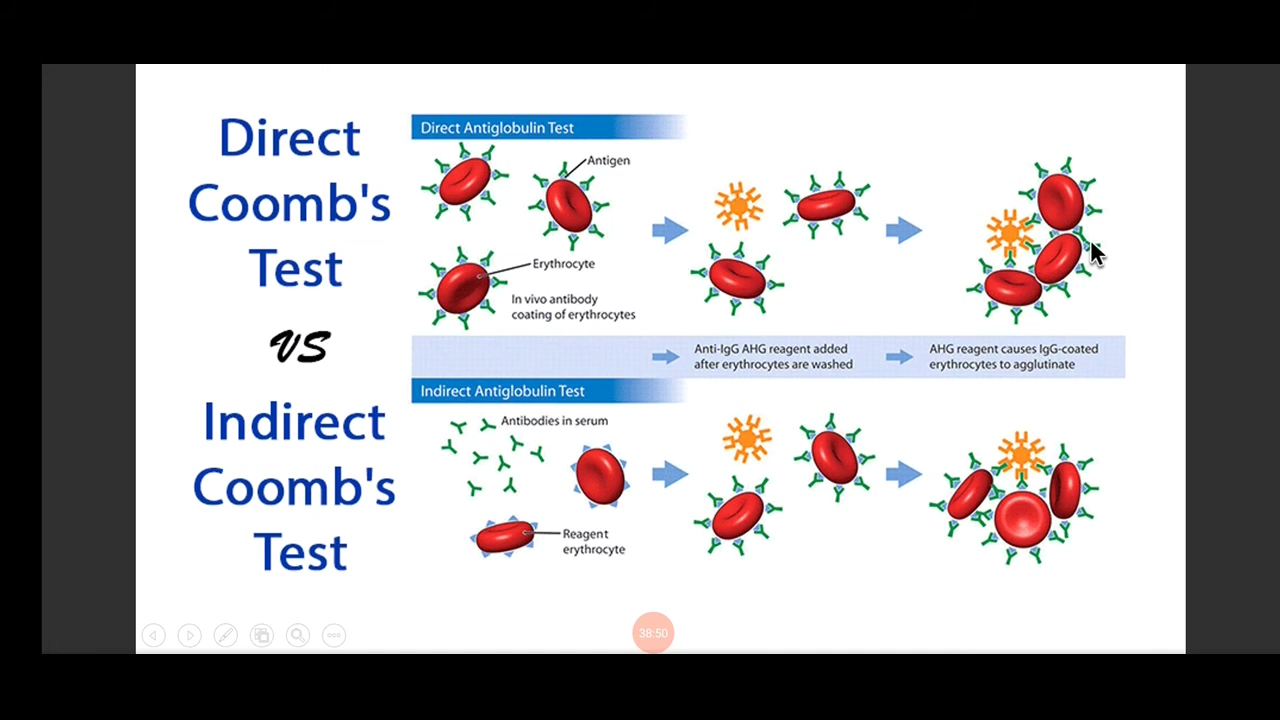 Direct
Coomb's
Test
VS
Indirect
Coomb's
Test
Direct Antiglobulin Test
Antigen
Erythrocyte
In vivo antibody
coating of erythrocytes
Anti-IgG AHG reagent added
after erythrocytes are washed
AHG reagent causes IgG-coated
erythrocytes to agglutinate
Indirect Antiglobulin Test
Antibodies in serum
Reagent
erythrocyte
38:50